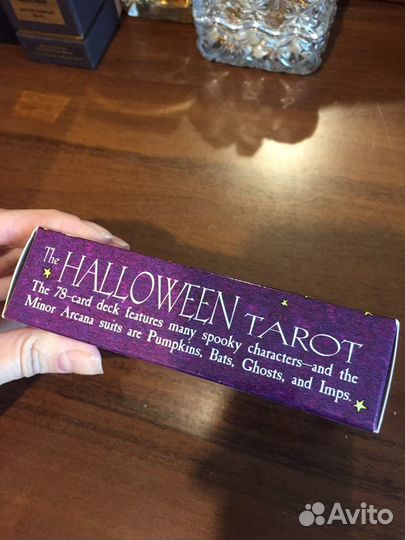 The HALLOWEEN TAROT
The 78-card deck features many spooky characters—and the
Minor Arcana suits are Pumpkins, Bats, Ghosts, and Imps.
Avito